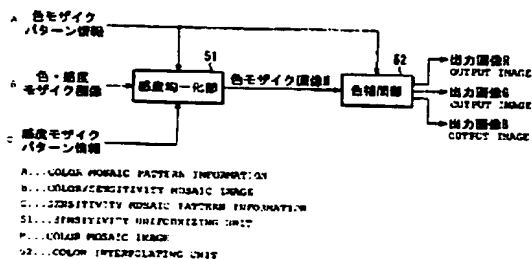 A 色モザイク
パターン情報
B 色・感度
モザイク画像
C 感度モザイク
パターン情報
51
感度均一化部
色モザイク画像M
52
色補間部
出力画像R
OUTPUT IMAGE
出力画像G
OUTPUT IMAGE
出力画像B
OUTPUT IMAGE
A...COLOR MOSAIC PATTERN INFORMATION
B...COLOR/SENSITIVITY MOSAIC IMAGE
C...SENSITIVITY MOSAIC PATTERN INFORMATION
51...SENSITIVITY UNIFORMIZING UNIT
M...COLOR MOSAIC IMAGE
52...COLOR INTERPOLATING UNIT